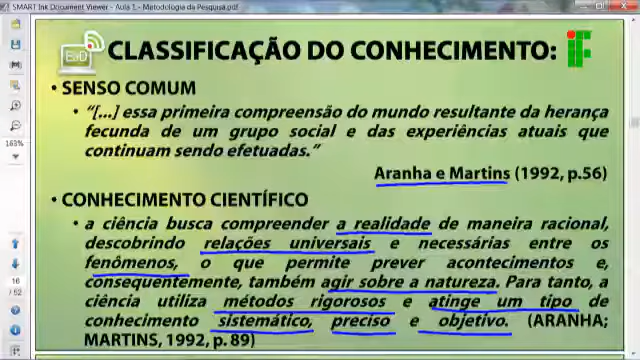 SMART Ink Document Viewer - Aula 1 - Metodologia da Pesquisa.pdf
EaD
CLASSIFICAÇÃO DO CONHECIMENTO:
• SENSO COMUM
• “[...] essa primeira compreensão do mundo resultante da herança
fecunda de um grupo social e das experiências atuais que
continuam sendo efetuadas.”
Aranha e Martins (1992, p.56)
• CONHECIMENTO CIENTÍFICO
• a ciência busca compreender a realidade de maneira racional,
descobrindo relações universais e necessárias entre os
fenômenos, o que permite prever acontecimentos e,
consequentemente, também agir sobre a natureza. Para tanto, a
ciência utiliza métodos rigorosos e atinge um tipo de
conhecimento sistemático, preciso e objetivo. (ARANHA;
MARTINS, 1992, p. 89)
163%
16
/ 52